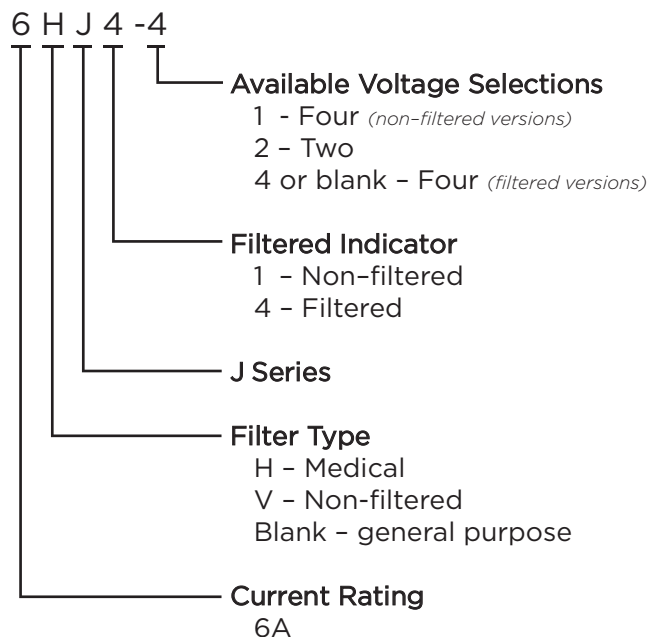 6 H J 4 -4
Available Voltage Selections
1 - Four (non-filtered versions)
2 – Two
4 or blank – Four (filtered versions)
Filtered Indicator
1 – Non-filtered
4 – Filtered
J Series
Filter Type
H – Medical
V – Non-filtered
Blank – general purpose
Current Rating
6A